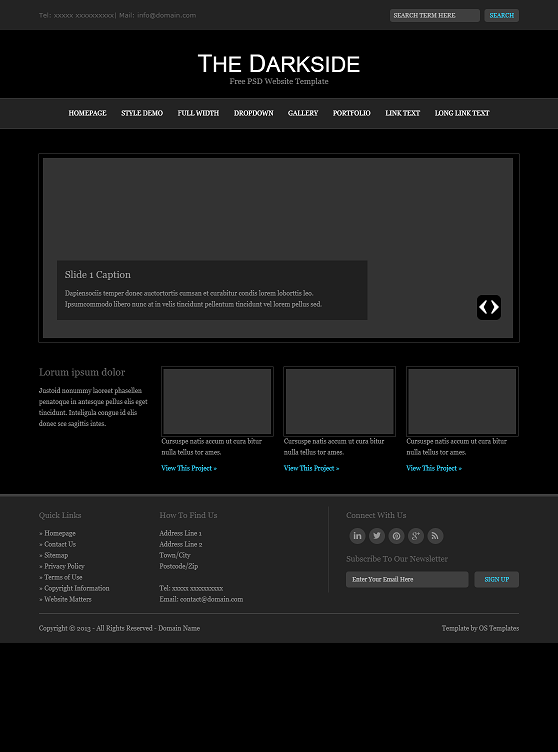 Tel: xxxxx xxxxxxxxxx| Mail: info@domain.com
SEARCH TERM HERE
SEARCH
THE DARKSIDE
Free PSD Website Template
HOMEPAGE STYLE DEMO FULL WIDTH DROPDOWN GALLERY PORTFOLIO LINK TEXT LONG LINK TEXT
Slide 1 Caption
Dapiensociis temper donec auctortortis cumsan et curabitur condis lorem loborttis leo.
Ipsumcommodo libero nunc at in velis tincidunt pellentum tincidunt vel lorem pellus sed.
Lorum ipsum dolor
Justoid nonummy laoreet phasellen
penatoque in antesque pellus elis eget
tincidunt. Inteligula congue id elis
donec sce sagittis intes.
Cursuspe natis accum ut cura bitur
nulla tellus tor ames.
View This Project »
Cursuspe natis accum ut cura bitur
nulla tellus tor ames.
View This Project »
Cursuspe natis accum ut cura bitur
nulla tellus tor ames.
View This Project »
Quick Links
» Homepage
» Contact Us
» Sitemap
» Privacy Policy
» Terms of Use
» Copyright Information
» Website Matters
How To Find Us
Address Line 1
Address Line 2
Town/City
Postcode/Zip
Tel: xxxxx xxxxxxxxxx
Email: contact@domain.com
Connect With Us
Subscribe To Our Newsletter
Enter Your Email Here
SIGN UP
Copyright © 2013 - All Rights Reserved - Domain Name
Template by OS Templates